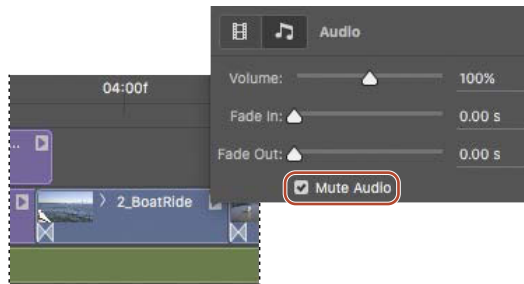 Audio
Volume: 100%
04:00f
Fade In: 0.00 s
Fade Out: 0.00 s
Mute Audio
2_BoatRide